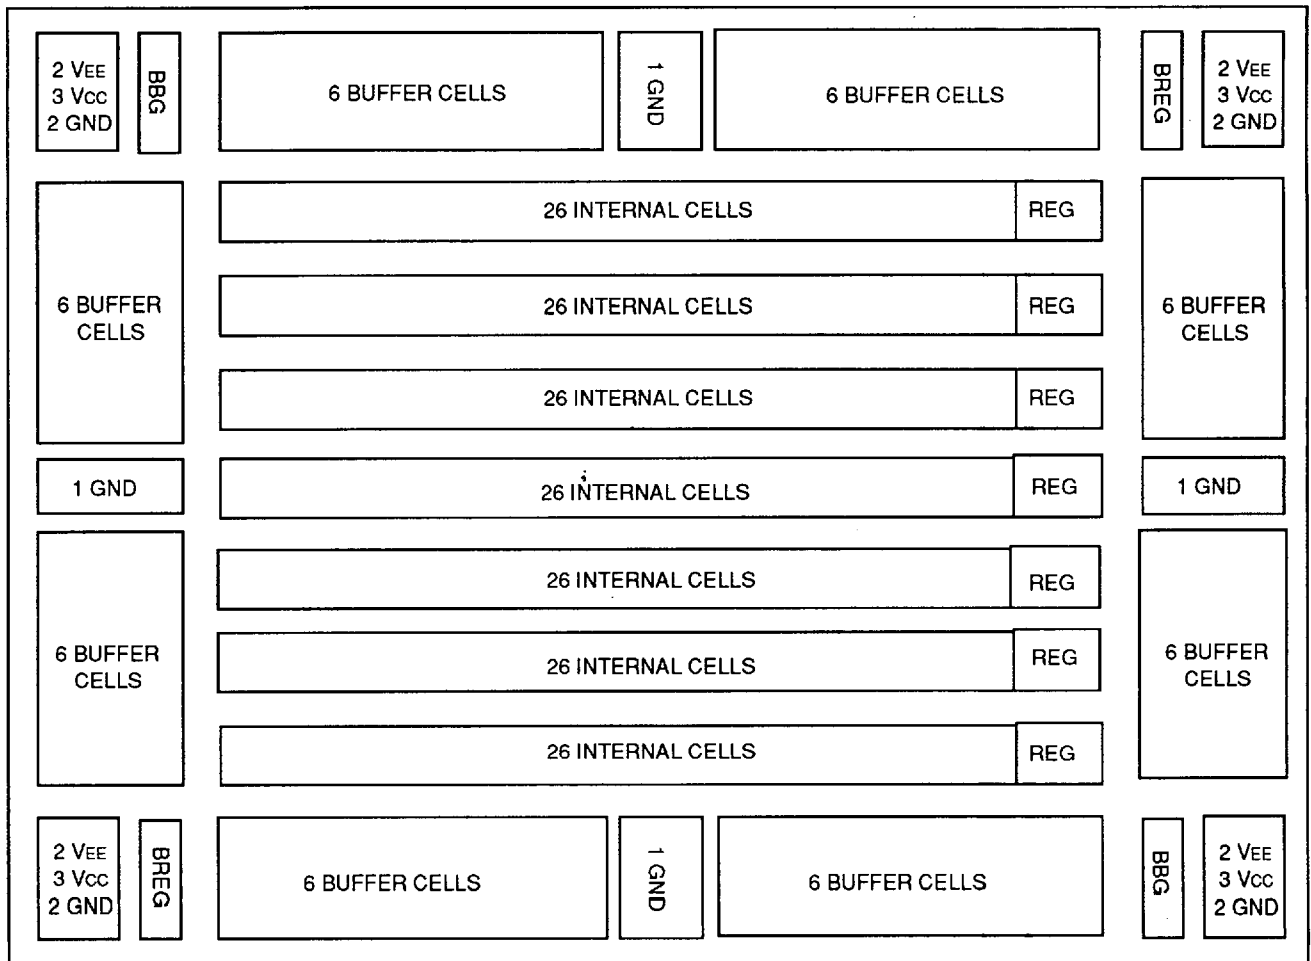 2 VEE
3 VCC
2 GND
BBG
6 BUFFER CELLS
1 GND
6 BUFFER CELLS
BREG
2 VEE
3 VCC
2 GND
26 INTERNAL CELLS REG
26 INTERNAL CELLS REG
26 INTERNAL CELLS REG
26 INTERNAL CELLS REG
26 INTERNAL CELLS REG
26 INTERNAL CELLS REG
26 INTERNAL CELLS REG
6 BUFFER
CELLS
1 GND
6 BUFFER
CELLS
6 BUFFER
CELLS
1 GND
6 BUFFER
CELLS
2 VEE
3 VCC
2 GND
BREG
6 BUFFER CELLS
1 GND
6 BUFFER CELLS
BBG
2 VEE
3 VCC
2 GND